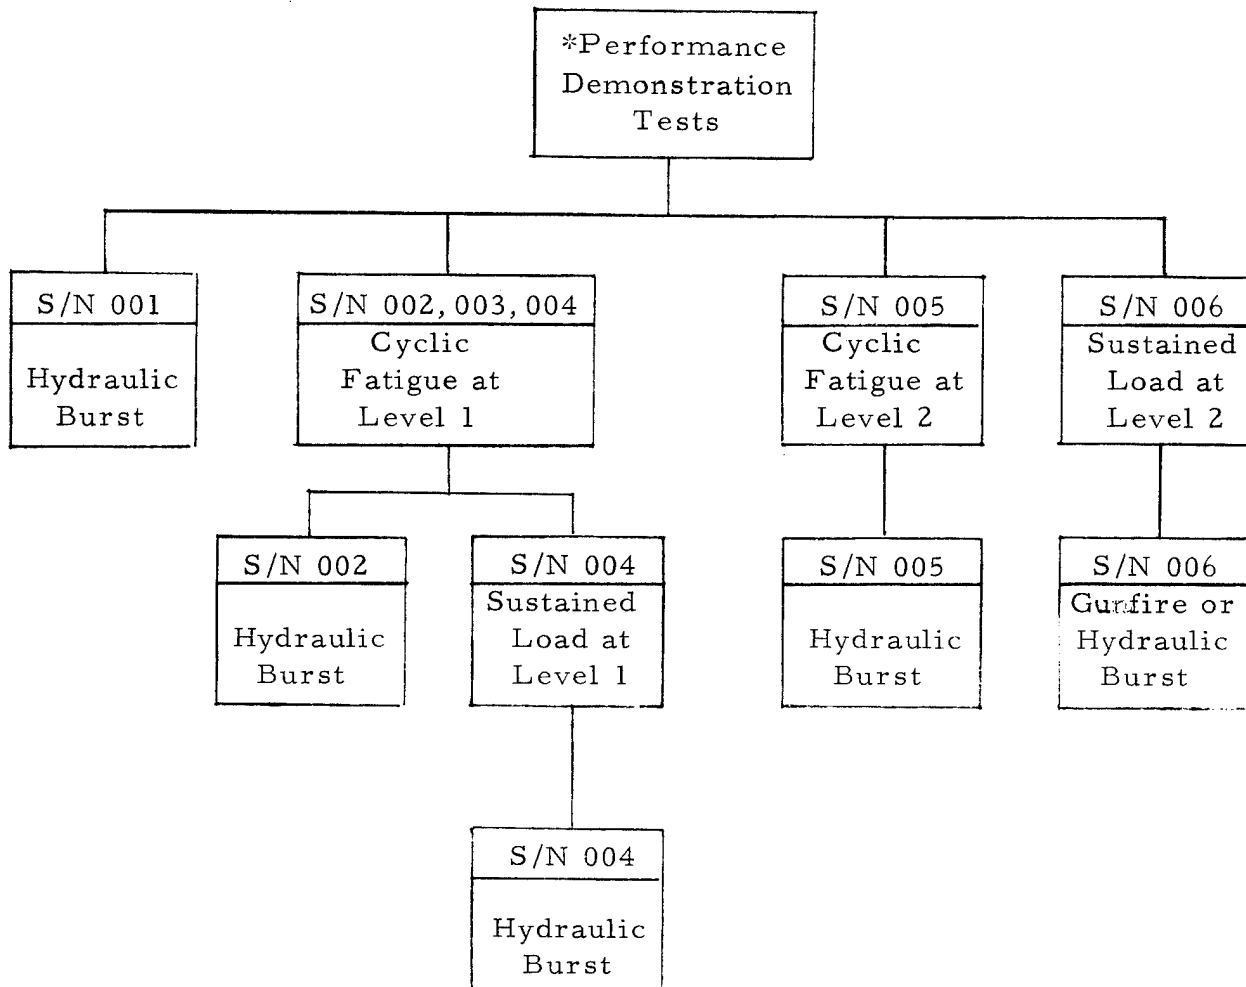 *Performance
Demonstration
Tests
S/N 001
Hydraulic
Burst
S/N 002, 003, 004
Cyclic
Fatigue at
Level 1
S/N 005
Cyclic
Fatigue at
Level 2
S/N 006
Sustained
Load at
Level 2
S/N 002
Hydraulic
Burst
S/N 004
Sustained
Load at
Level 1
S/N 005
Hydraulic
Burst
S/N 006
Gunfire or
Hydraulic
Burst
S/N 004
Hydraulic
Burst